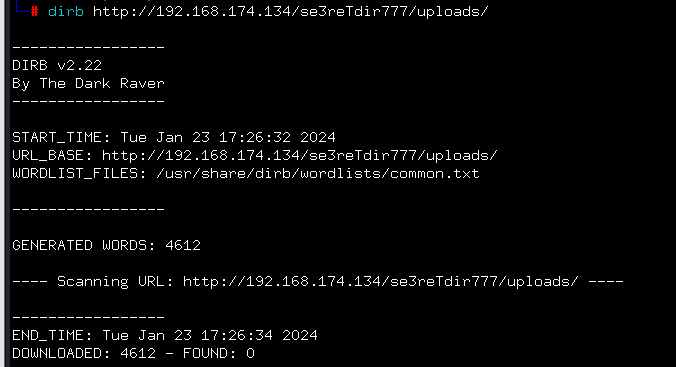 └─# dirb http://192.168.174.134/se3reTdir777/uploads/
-----------------
DIRB v2.22
By The Dark Raver
-----------------
START_TIME: Tue Jan 23 17:26:32 2024
URL_BASE: http://192.168.174.134/se3reTdir777/uploads/
WORDLIST_FILES: /usr/share/dirb/wordlists/common.txt
-----------------
GENERATED WORDS: 4612
---- Scanning URL: http://192.168.174.134/se3reTdir777/uploads/ ----
-----------------
END_TIME: Tue Jan 23 17:26:34 2024
DOWNLOADED: 4612 - FOUND: 0